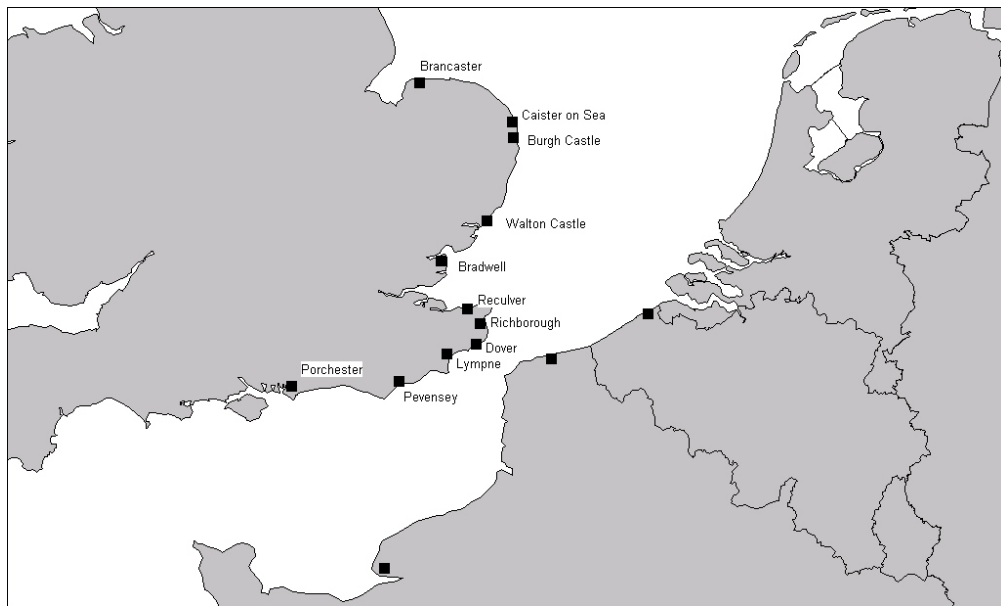 Brancaster
Caister on Sea
Burgh Castle
Walton Castle
Bradwell
Reculver
Richborough
Dover
Lympne
Porchester
Pevensey